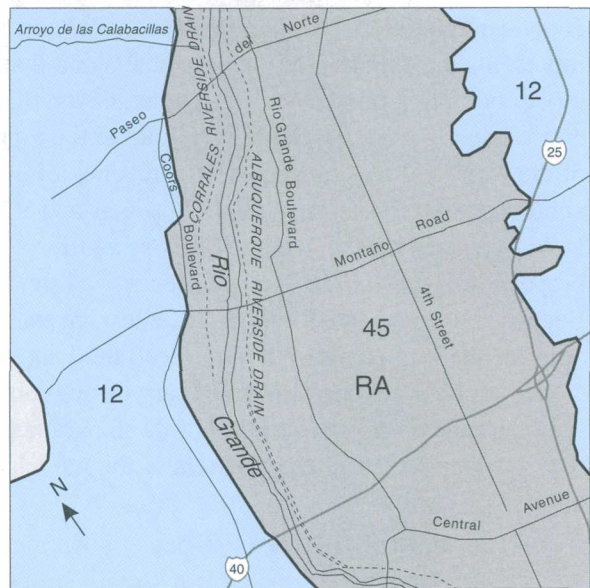 Arroyo de las Calabacillas
CORRALES RIVERSIDE DRAIN
Paseo del Norte
12
25
Coors Boulevard
Rio Grande Boulevard
ALBUQUERQUE RIVERSIDE DRAIN
Montaño Road
Rio Grande
4th Street
45
RA
12
N
Central Avenue
40